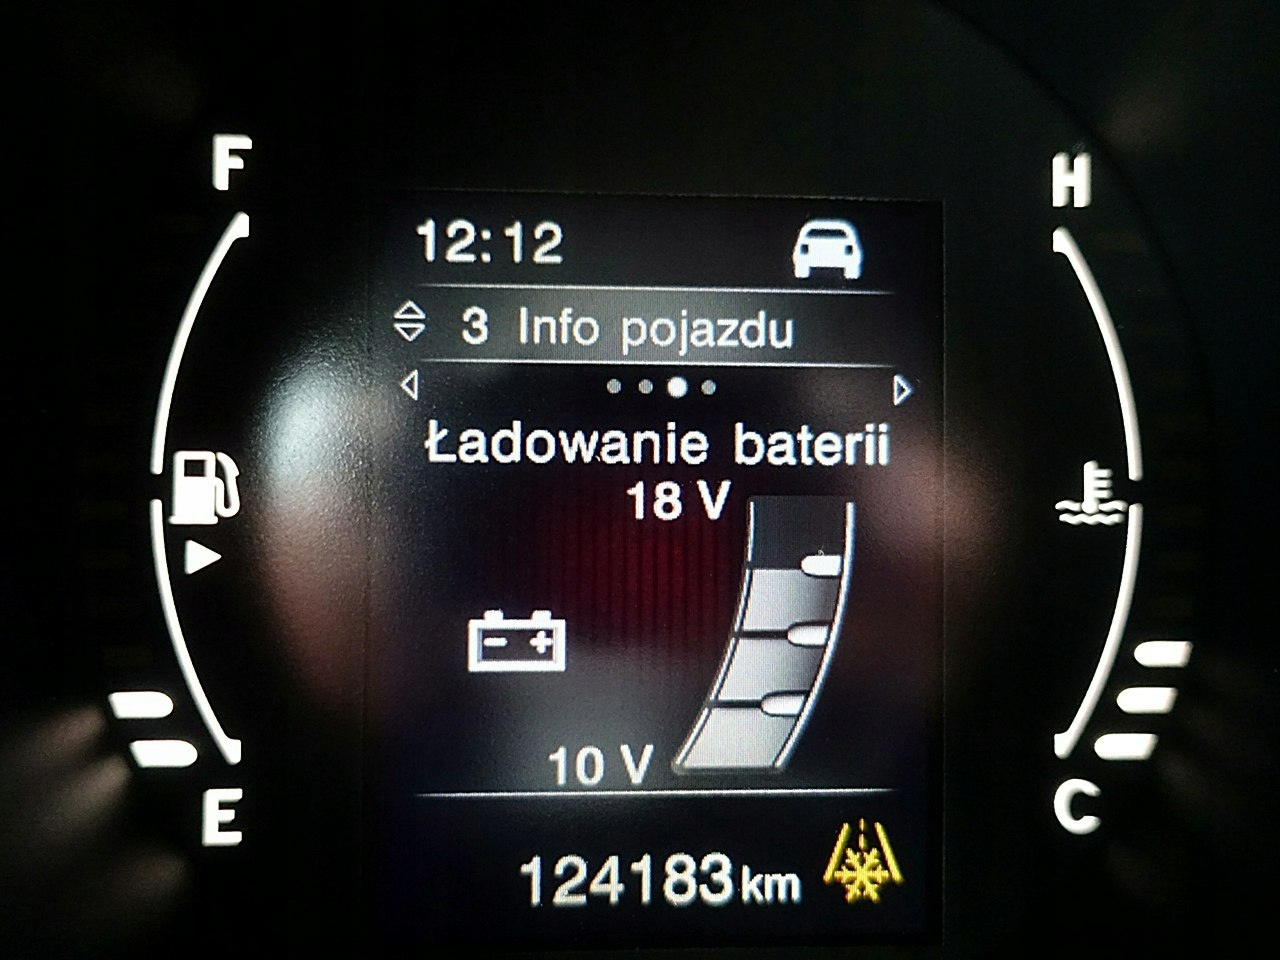 F
H
12:12
3 Info pojazdu
Ładowanie baterii
18 V
- +
10 V
E
C
124183 km